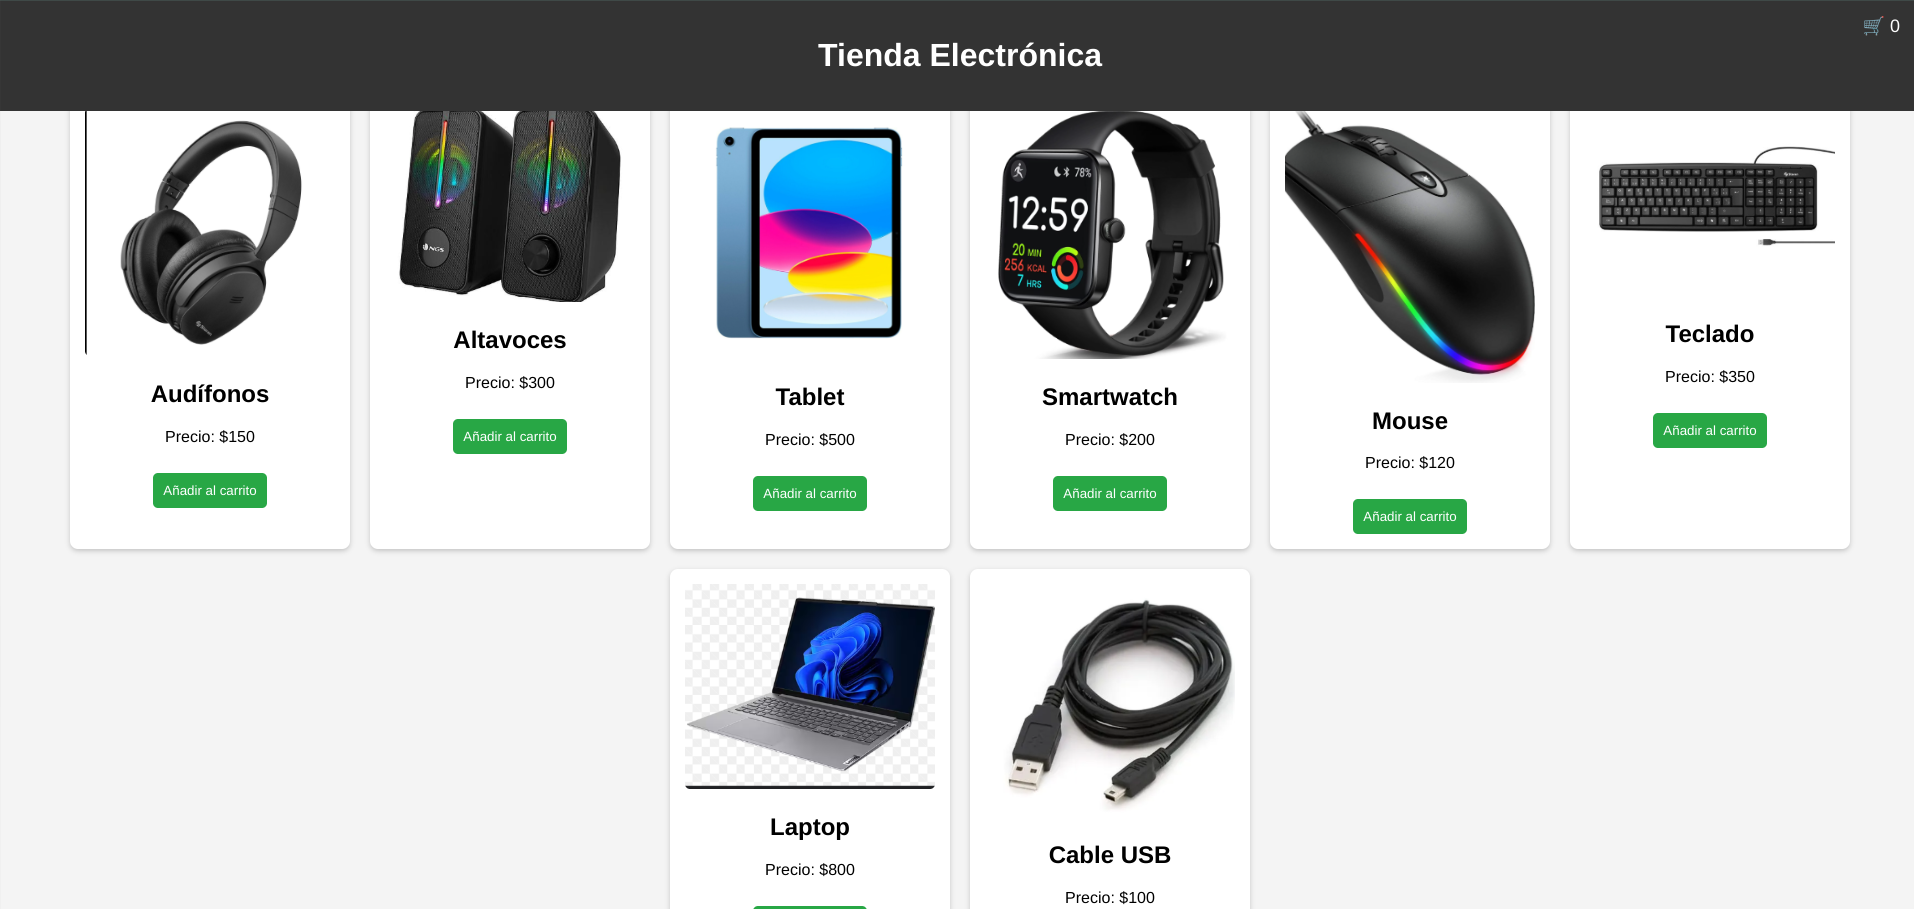 🛒 0
Tienda Electrónica
NGS
78%
12:59
20 MIN
256 KCAL
7 HRS
Audífonos
Precio: $150
Añadir al carrito
Altavoces
Precio: $300
Añadir al carrito
Tablet
Precio: $500
Añadir al carrito
Smartwatch
Precio: $200
Añadir al carrito
Mouse
Precio: $120
Añadir al carrito
Teclado
Precio: $350
Añadir al carrito
Laptop
Precio: $800
Cable USB
Precio: $100